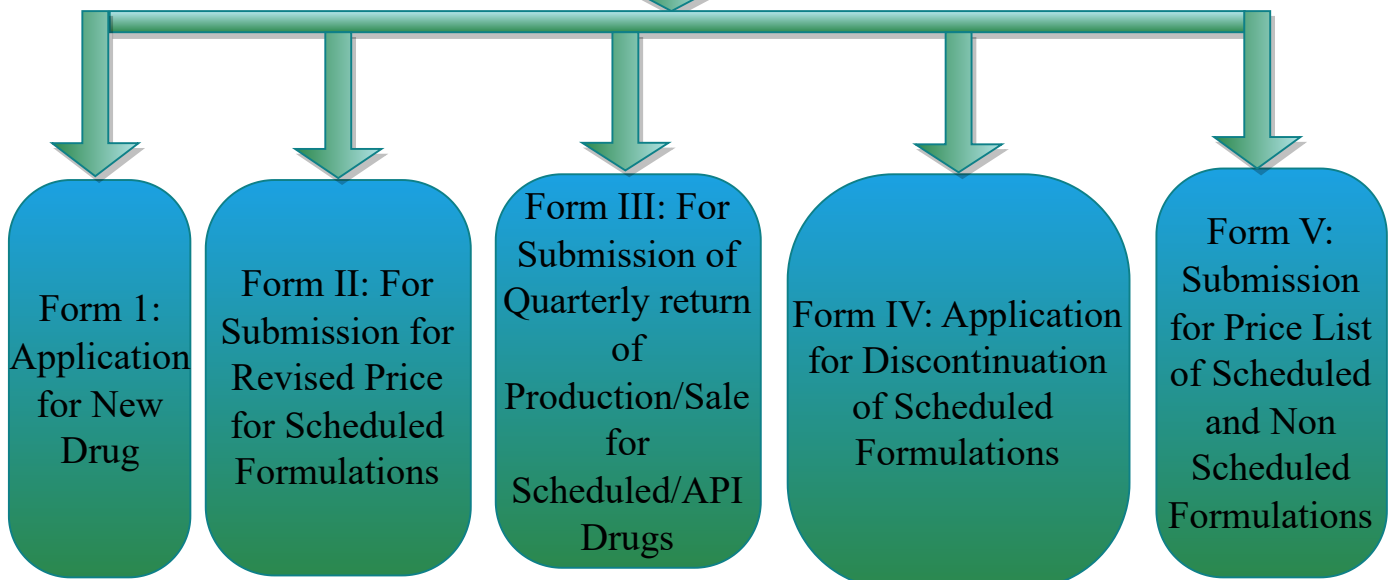 Form 1:
Application
for New
Drug
Form II: For
Submission for
Revised Price
for Scheduled
Formulations
Form III: For
Submission of
Quarterly return
of
Production/Sale
for
Scheduled/API
Drugs
Form IV: Application
for Discontinuation
of Scheduled
Formulations
Form V:
Submission
for Price List
of Scheduled
and Non
Scheduled
Formulations